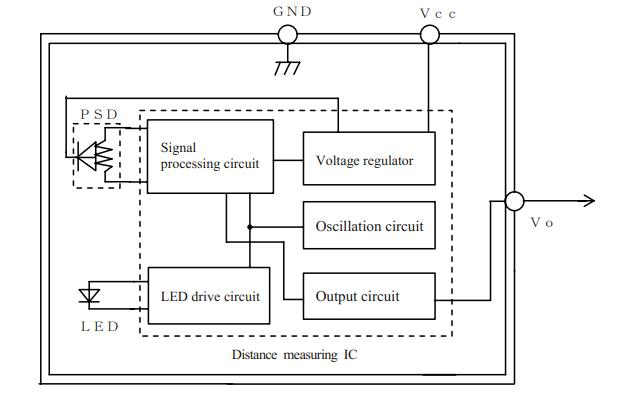 GND
Vcc
PSD
Signal
processing circuit
Voltage regulator
Oscillation circuit
Vo
LED drive circuit
Output circuit
LED
Distance measuring IC